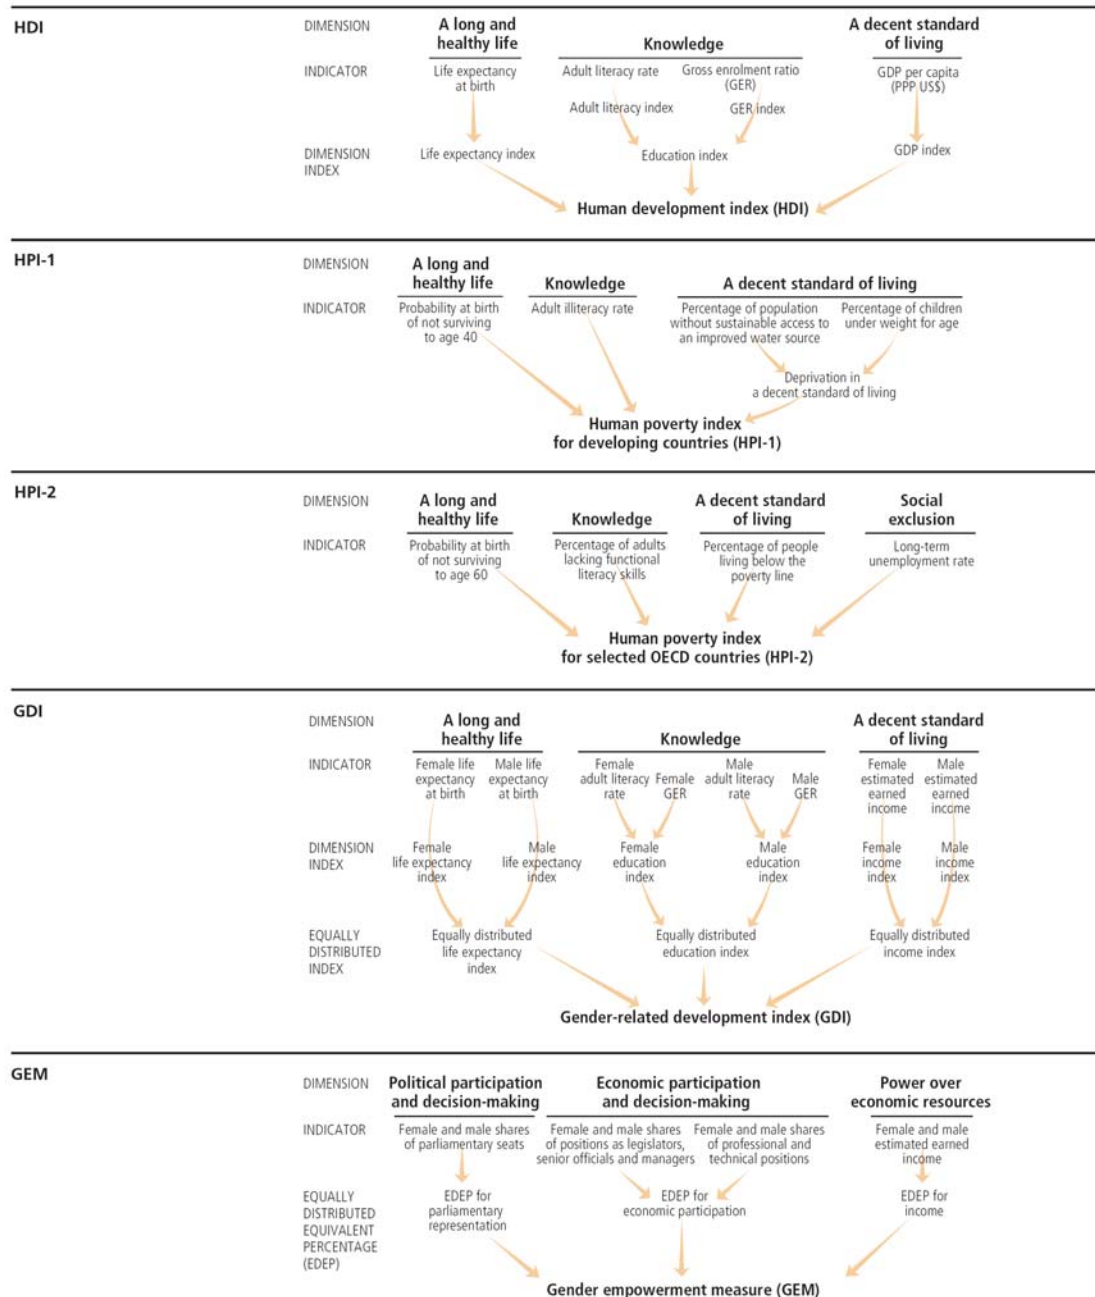 HDI
DIMENSION
A long and
healthy life
Knowledge
A decent standard
of living
INDICATOR
Life expectancy
at birth
Adult literacy rate
Gross enrolment ratio
(GER)
GDP per capita
(PPP US$)
Adult literacy index
GER index
DIMENSION
INDEX
Life expectancy index
Education index
GDP index
Human development index (HDI)
HPI-1
DIMENSION
A long and
healthy life
Knowledge
A decent standard of living
INDICATOR
Probability at birth
of not surviving
to age 40
Adult illiteracy rate
Percentage of population
without sustainable access to
an improved water source
Percentage of children
under weight for age
Deprivation in
a decent standard of living
Human poverty index
for developing countries (HPI-1)
HPI-2
DIMENSION
A long and
healthy life
Knowledge
A decent standard
of living
Social
exclusion
INDICATOR
Probability at birth
of not surviving
to age 60
Percentage of adults
lacking functional
literacy skills
Percentage of people
living below the
poverty line
Long-term
unemployment rate
Human poverty index
for selected OECD countries (HPI-2)
GDI
DIMENSION
A long and
healthy life
Knowledge
A decent standard
of living
INDICATOR
Female life
expectancy
at birth
Male life
expectancy
at birth
Female
adult literacy
rate
Female
GER
Male
adult literacy
rate
Male
GER
Female
estimated
earned
income
Male
estimated
earned
income
DIMENSION
INDEX
Female
life expectancy
index
Male
life expectancy
index
Female
education
index
Male
education
index
Female
income
index
Male
income
index
EQUALLY
DISTRIBUTED
INDEX
Equally distributed
life expectancy
index
Equally distributed
education index
Equally distributed
income index
Gender-related development index (GDI)
GEM
DIMENSION
Political participation
and decision-making
Economic participation
and decision-making
Power over
economic resources
INDICATOR
Female and male shares
of parliamentary seats
Female and male shares
of positions as legislators,
senior officials and managers
Female and male shares
of professional and
technical positions
Female and male
estimated earned
income
EQUALLY
DISTRIBUTED
EQUIVALENT
PERCENTAGE
(EDEP)
EDEP for
parliamentary
representation
EDEP for
economic participation
EDEP for
income
Gender empowerment measure (GEM)